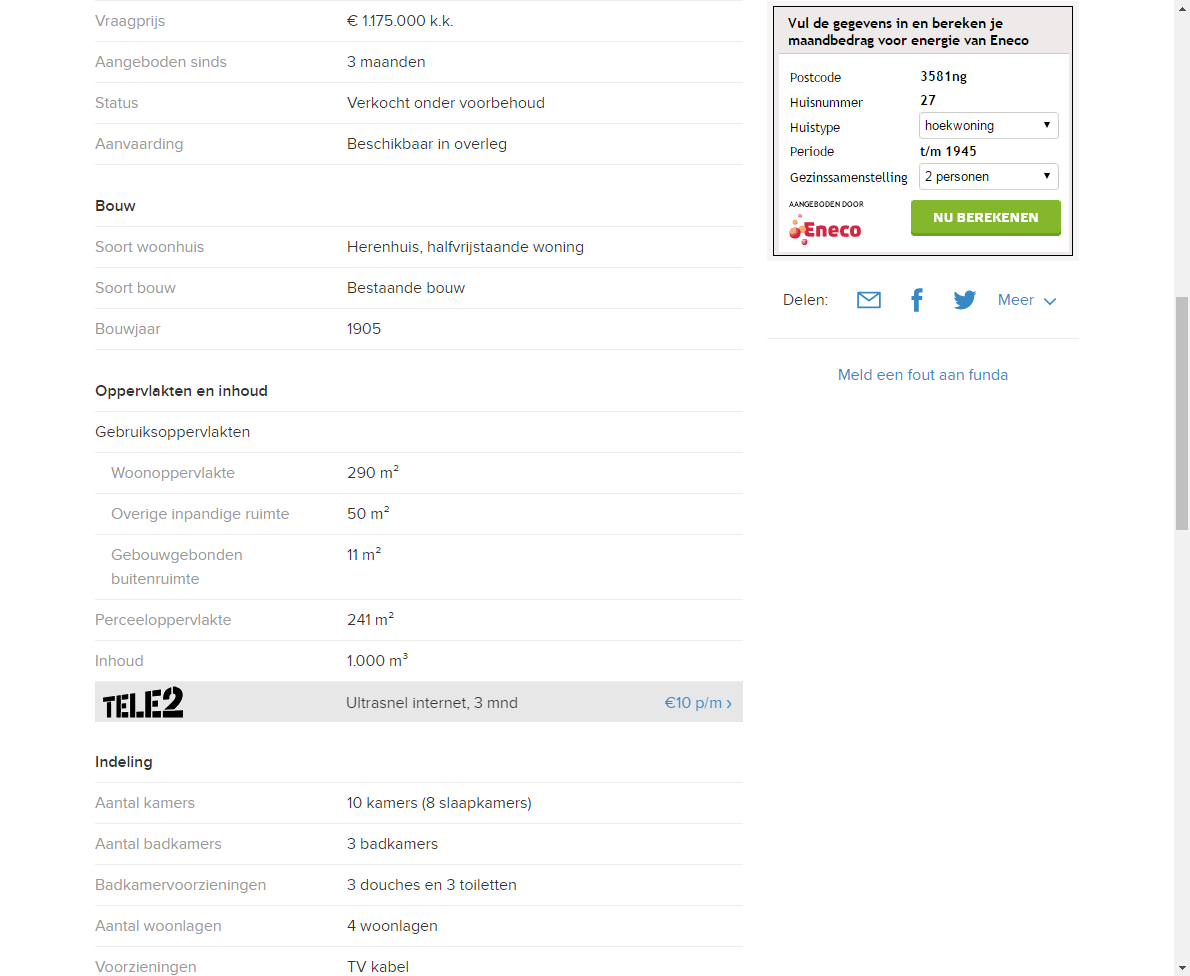 Vraagprijs € 1.175.000 k.k.
Aangeboden sinds 3 maanden
Status Verkocht onder voorbehoud
Aanvaarding Beschikbaar in overleg
Bouw
Soort woonhuis Herenhuis, halfvrijstaande woning
Soort bouw Bestaande bouw
Bouwjaar 1905
Oppervlakten en inhoud
Gebruiksoppervlakten
Woonoppervlakte 290 m²
Overige inpandige ruimte 50 m²
Gebouwgebonden 11 m²
buitenruimte
Perceeloppervlakte 241 m²
Inhoud 1.000 m³
TELE2 Ultrasnel internet, 3 mnd €10 p/m ›
Indeling
Aantal kamers 10 kamers (8 slaapkamers)
Aantal badkamers 3 badkamers
Badkamervoorzieningen 3 douches en 3 toiletten
Aantal woonlagen 4 woonlagen
Voorzieningen TV kabel
Vul de gegevens in en bereken je
maandbedrag voor energie van Eneco
Postcode 3581ng
Huisnummer 27
Huistype hoekwoning
Periode t/m 1945
Gezinssamenstelling 2 personen
AANGEBODEN DOOR
Eneco
NU BEREKENEN
Delen: Meer
Meld een fout aan funda